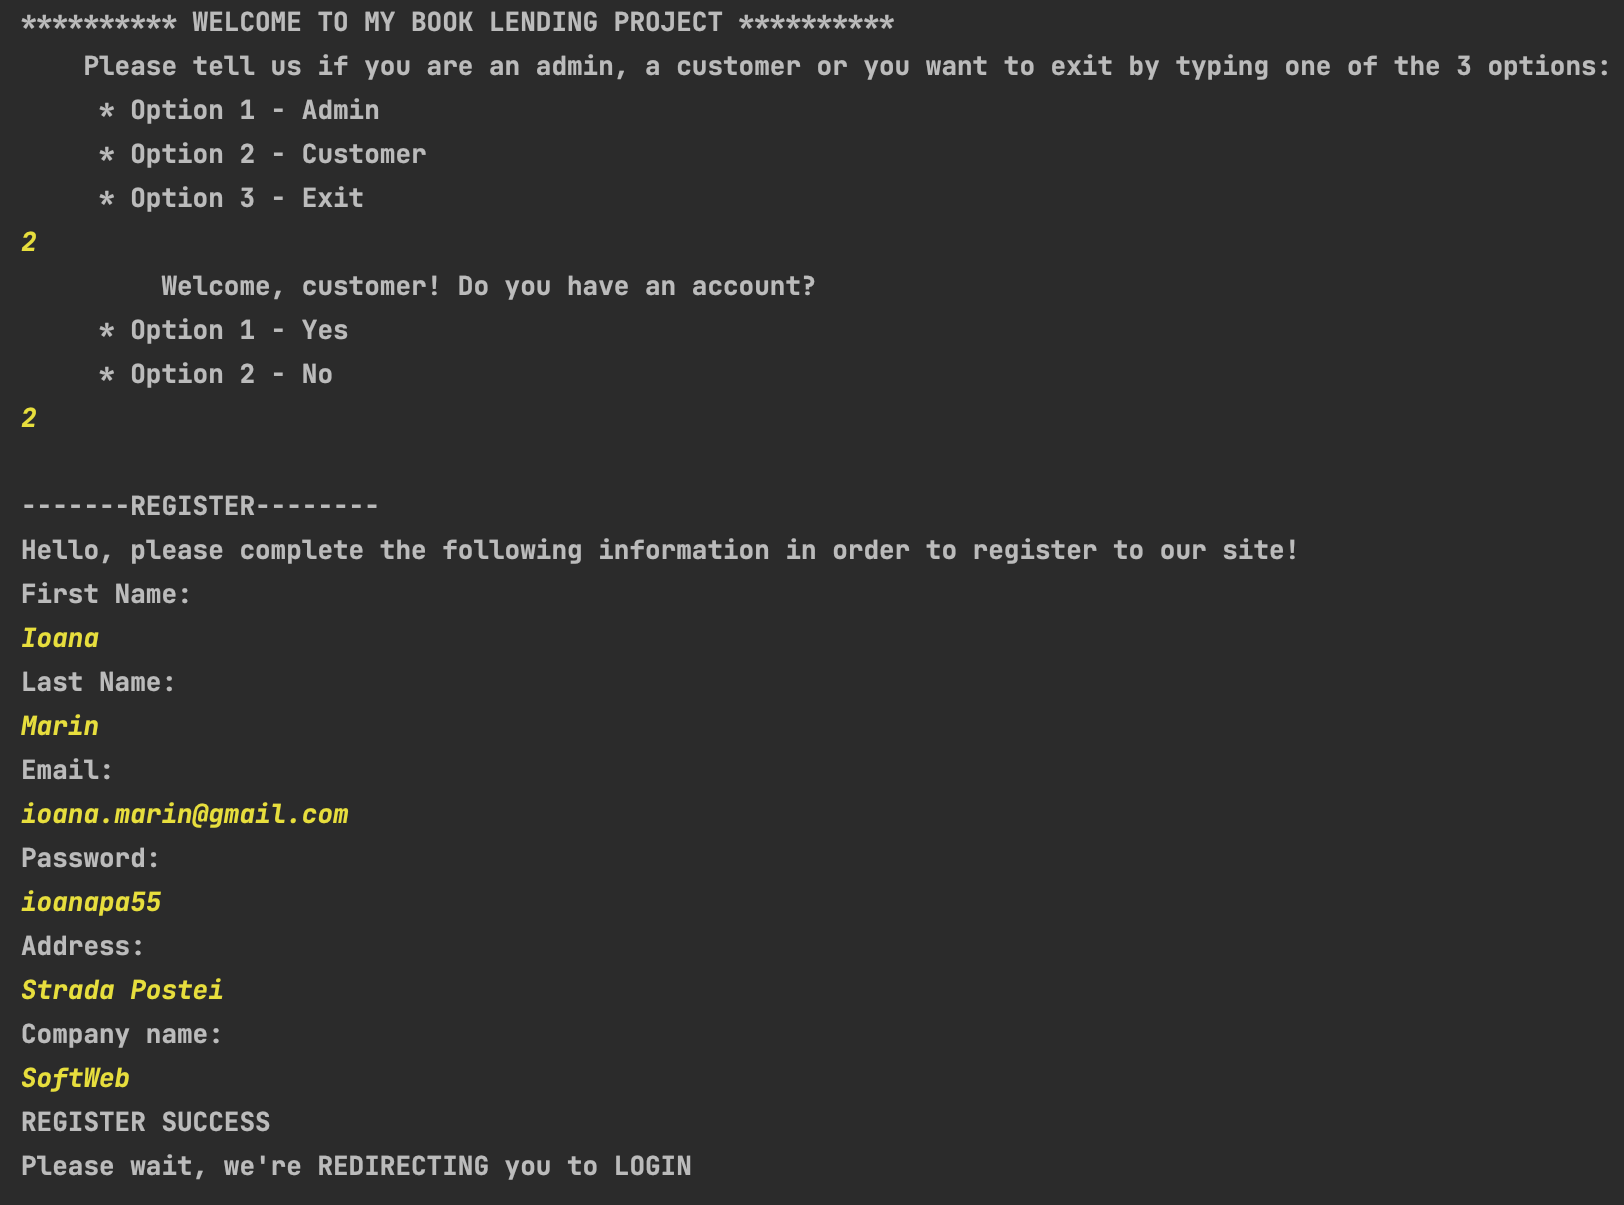 ********** WELCOME TO MY BOOK LENDING PROJECT **********
Please tell us if you are an admin, a customer or you want to exit by typing one of the 3 options:
* Option 1 - Admin
* Option 2 - Customer
* Option 3 - Exit
2
Welcome, customer! Do you have an account?
* Option 1 - Yes
* Option 2 - No
2
-------REGISTER--------
Hello, please complete the following information in order to register to our site!
First Name:
Ioana
Last Name:
Marin
Email:
ioana.marin@gmail.com
Password:
ioanapa55
Address:
Strada Postei
Company name:
SoftWeb
REGISTER SUCCESS
Please wait, we're REDIRECTING you to LOGIN